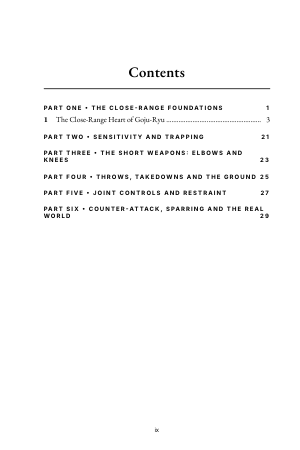 Contents
PART ONE • THE CLOSE-RANGE FOUNDATIONS 1
1 The Close-Range Heart of Goju-Ryu 3
PART TWO • SENSITIVITY AND TRAPPING 21
PART THREE • THE SHORT WEAPONS: ELBOWS AND
KNEES 23
PART FOUR • THROWS, TAKEDOWNS AND THE GROUND 25
PART FIVE • JOINT CONTROLS AND RESTRAINT 27
PART SIX • COUNTER-ATTACK, SPARRING AND THE REAL
WORLD 29
ix